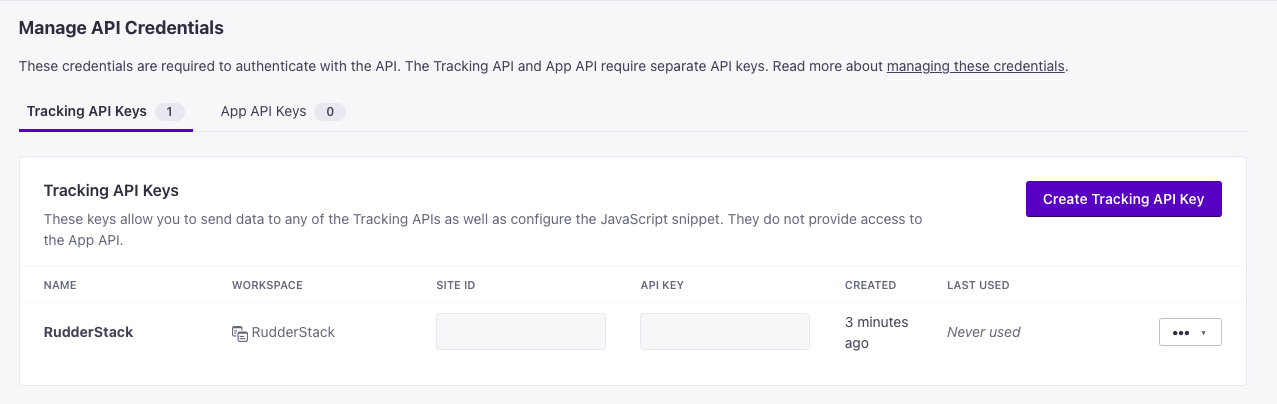 Manage API Credentials
These credentials are required to authenticate with the API. The Tracking API and App API require separate API keys. Read more about managing these credentials.
Tracking API Keys 1 App API Keys 0
Tracking API Keys
Create Tracking API Key
These keys allow you to send data to any of the Tracking APIs as well as configure the JavaScript snippet. They do not provide access to
the App API.
NAME WORKSPACE SITE ID API KEY CREATED LAST USED
RudderStack RudderStack 3 minutes Never used
ago